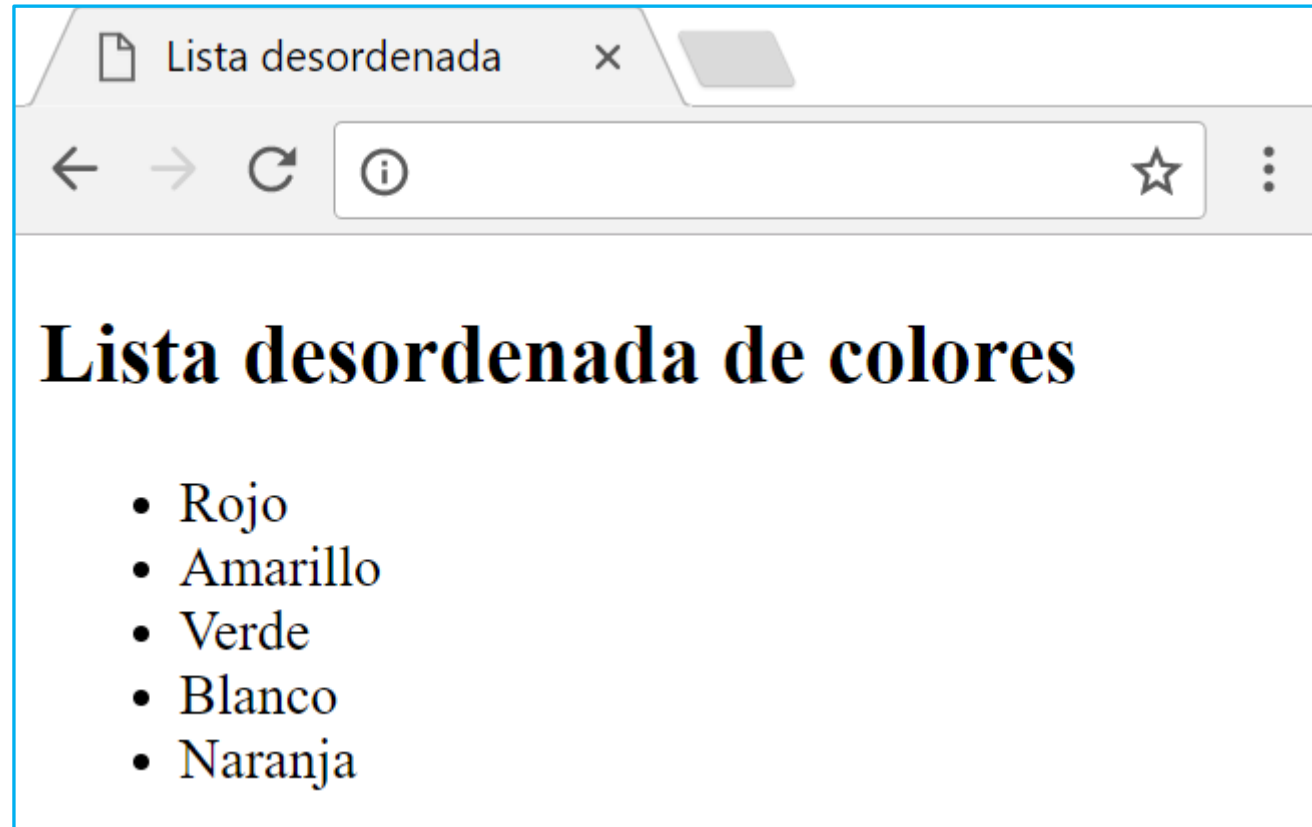 Lista desordenada
Lista desordenada de colores
Rojo
Amarillo
Verde
Blanco
Naranja